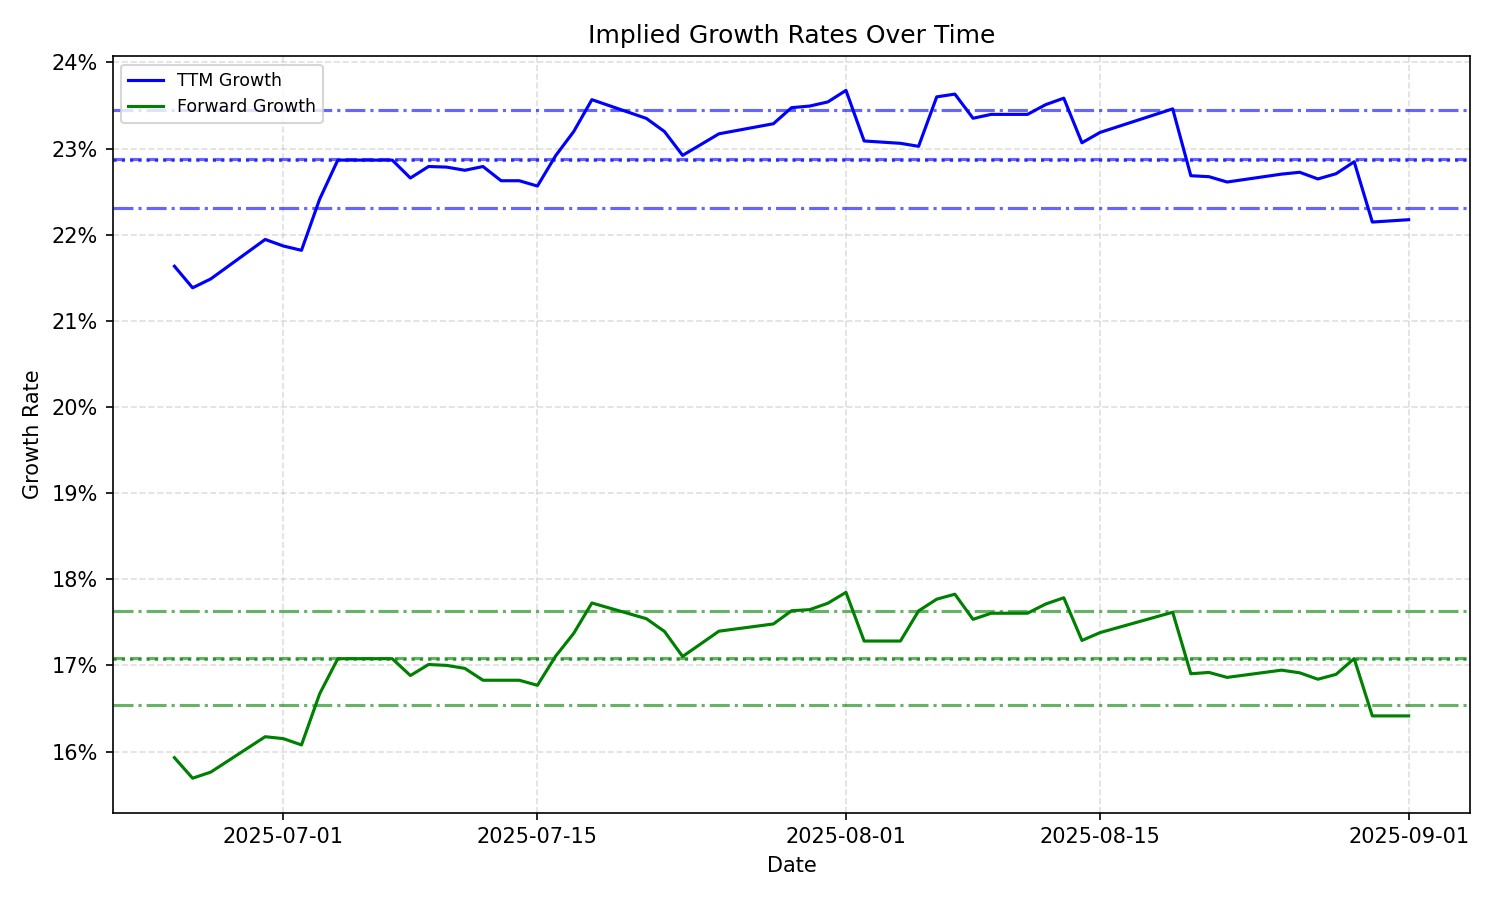 Implied Growth Rates Over Time
TTM Growth
Forward Growth
24%
23%
22%
21%
20%
19%
18%
17%
16%
Growth Rate
2025-07-01
2025-07-15
2025-08-01
2025-08-15
2025-09-01
Date